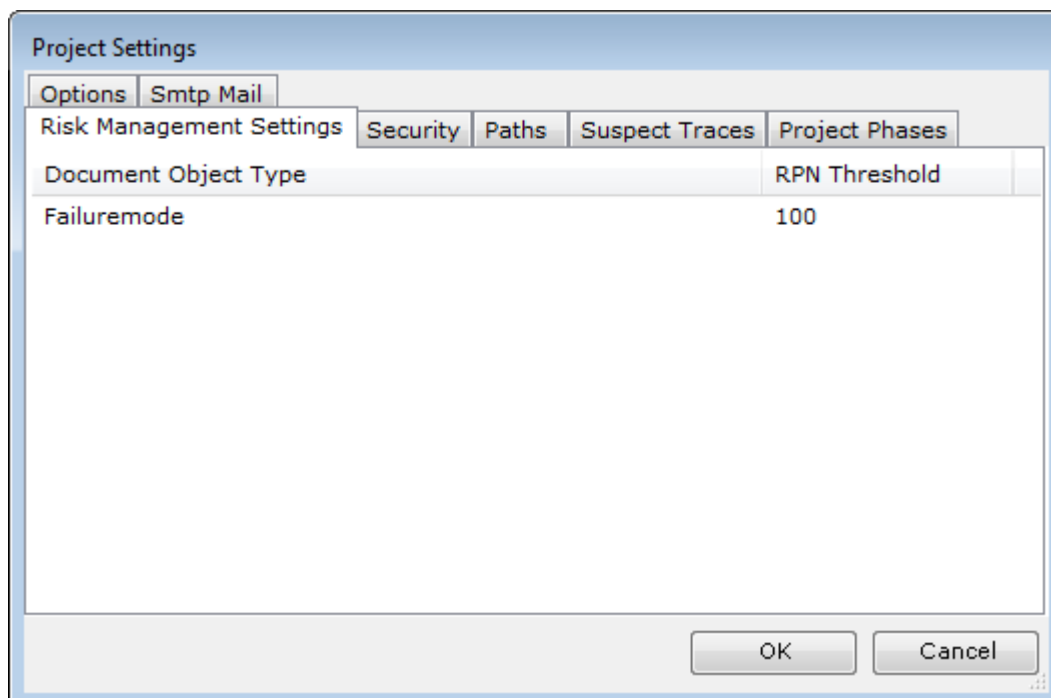 Project Settings
Options Smtp Mail
Risk Management Settings Security Paths Suspect Traces Project Phases
Document Object Type RPN Threshold
Failuremode 100
OK Cancel